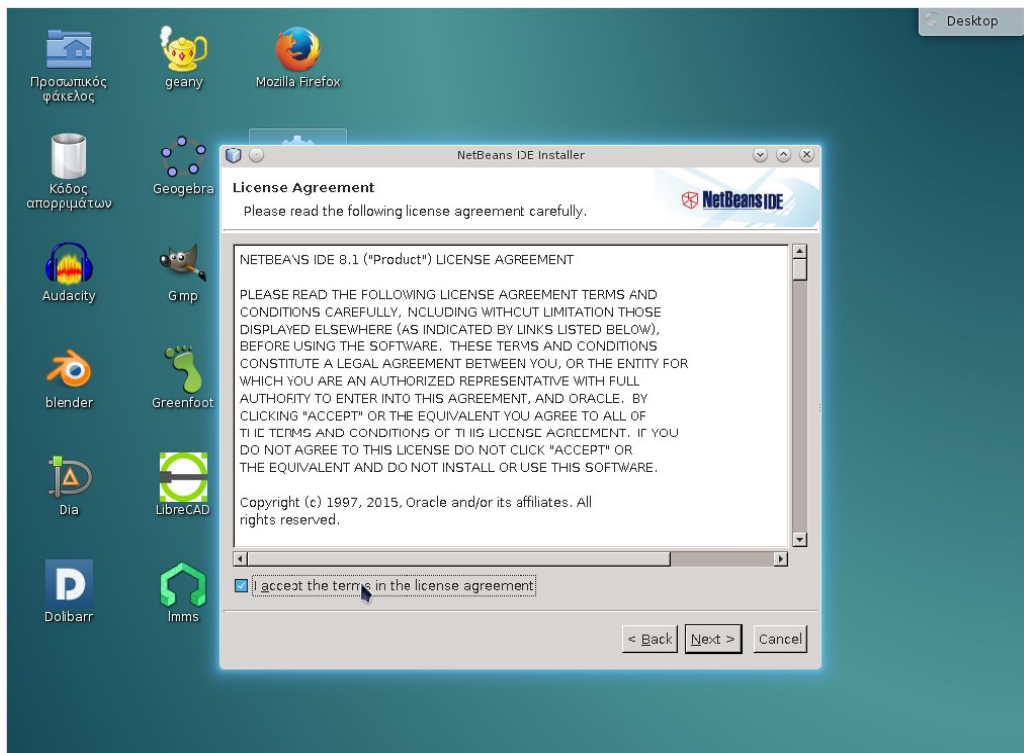 Desktop
Προσωπικός
φάκελος
geany
Mozilla Firefox
Κάδος
απορριμάτων
Geogebra
Audacity
Gimp
blender
Greenfoot
Dia
LibreCAD
Dolibarr
lmms
NetBeans IDE Installer
License Agreement
Please read the following license agreement carefully.
NetBeans IDE
NETBEANS IDE 8.1 ("Product") LICENSE AGREEMENT
PLEASE READ THE FOLLOWING LICENSE AGREEMENT TERMS AND
CONDITIONS CAREFULLY, INCLUDING WITHOUT LIMITATION THOSE
DISPLAYED ELSEWHERE (AS INDICATED BY LINKS LISTED BELOW),
BEFORE USING THE SOFTWARE. THESE TERMS AND CONDITIONS
CONSTITUTE A LEGAL AGREEMENT BETWEEN YOU, OR THE ENTITY FOR
WHICH YOU ARE AN AUTHORIZED REPRESENTATIVE WITH FULL
AUTHORITY TO ENTER INTO THIS AGREEMENT, AND ORACLE. BY
CLICKING "ACCEPT" OR THE EQUIVALENT YOU AGREE TO ALL OF
THE TERMS AND CONDITIONS OF THIS LICENSE AGREEMENT. IF YOU
DO NOT AGREE TO THIS LICENSE DO NOT CLICK "ACCEPT" OR
THE EQUIVALENT AND DO NOT INSTALL OR USE THIS SOFTWARE.
Copyright (c) 1997, 2015, Oracle and/or its affiliates. All
rights reserved.
I accept the terms in the license agreement
< Back
Next >
Cancel